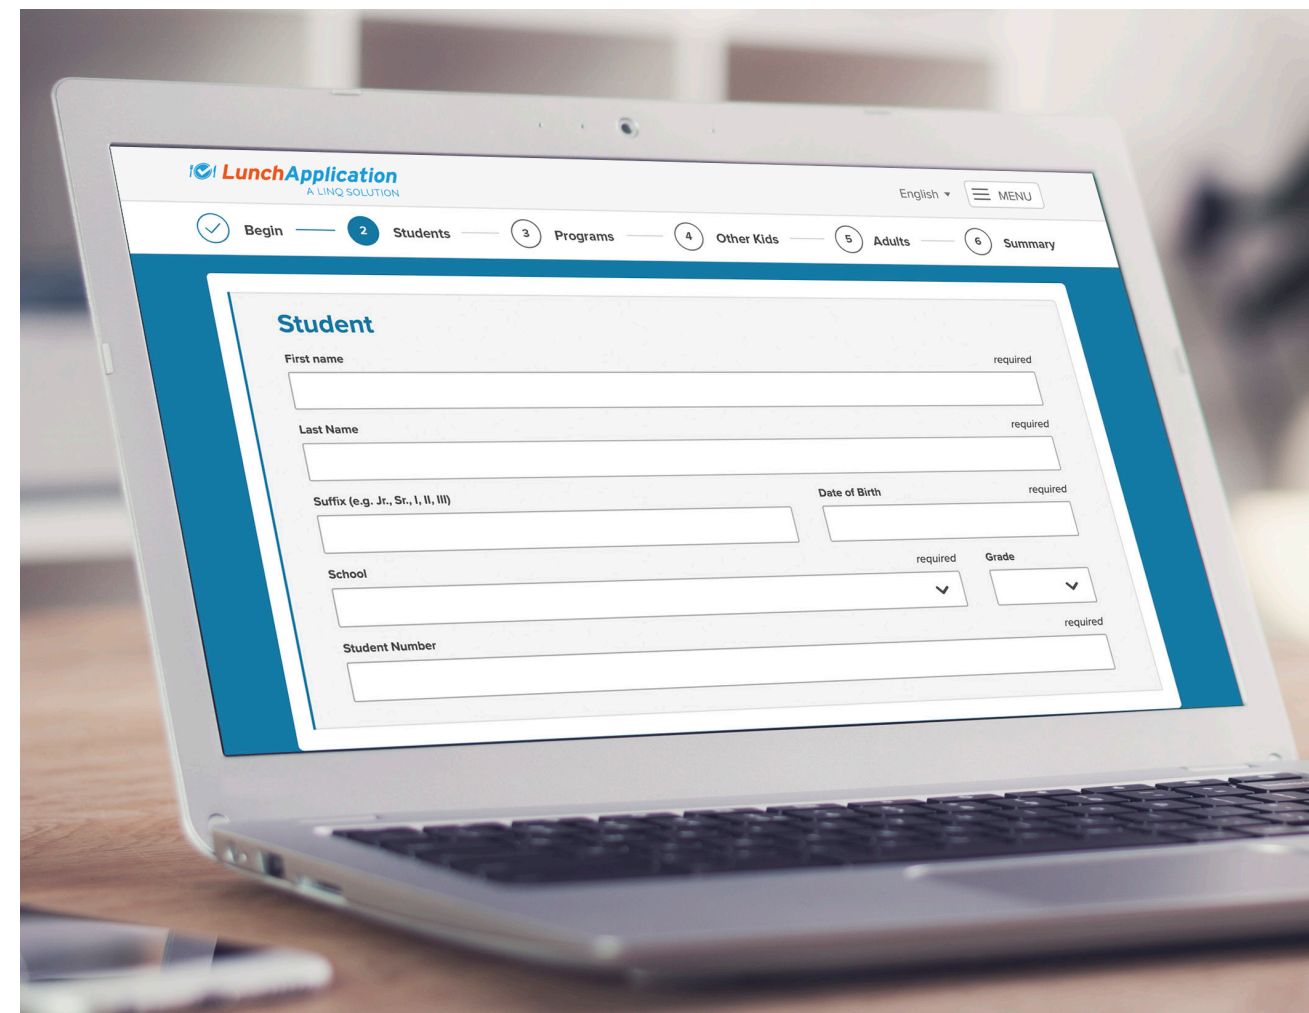 LunchApplication
A LINQ SOLUTION
English MENU
Begin 2 Students 3 Programs 4 Other Kids 5 Adults 6 Summary
Student
First name required
Last Name required
Suffix (e.g. Jr., Sr., I, II, III) Date of Birth required
School required Grade
Student Number required